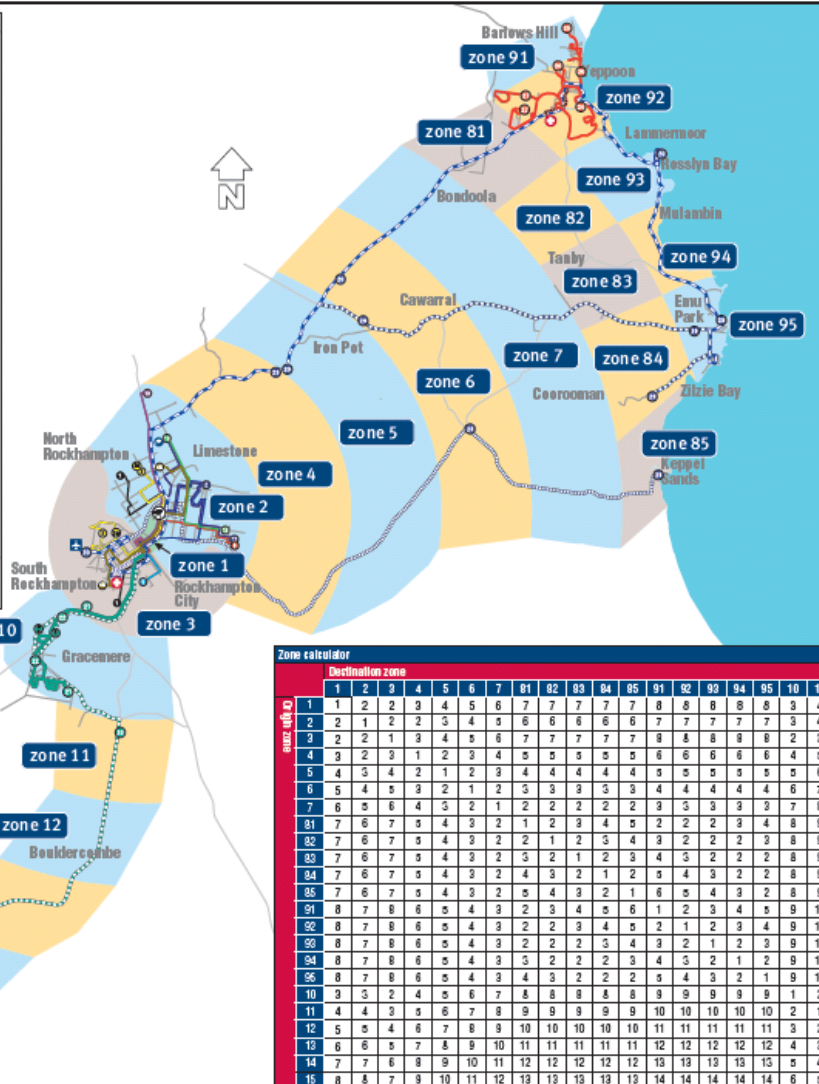 Barlows Hill
zone 91
Yeppoon
zone 92
zone 81
Lammermoor
Rosslyn Bay
zone 93
Bondoola
zone 82
Mulambin
N
Tanby
zone 94
zone 83
Cawarral
Emu
Park
zone 95
Iron Pot
zone 7
zone 84
zone 6
Coorooman
Zilzie Bay
zone 5
North
Rockhampton
Limestone
zone 85
Keppel
Sands
zone 4
zone 2
zone 1
South
Rockhampton
Rockhampton
City
10
zone 3
Gracemere
zone 11
zone 12
Bouldercombe
Zone calculator
Destination zone
1 2 3 4 5 6 7 81 82 83 84 85 91 92 93 94 95 10
Origin zone
1 1 2 2 3 4 5 6 7 7 7 7 7 8 8 8 8 8 3
2 2 1 2 2 3 4 5 6 6 6 6 6 7 7 7 7 7 3
3 2 2 1 3 4 5 6 7 7 7 7 7 8 8 8 8 8 2
4 3 2 3 1 2 3 4 5 5 5 5 5 6 6 6 6 6 4
5 4 3 4 2 1 2 3 4 4 4 4 4 5 5 5 5 5 5
6 5 4 5 3 2 1 2 3 3 3 3 3 4 4 4 4 4 6
7 6 5 6 4 3 2 1 2 2 2 2 2 3 3 3 3 3 7
81 7 6 7 5 4 3 2 1 2 3 4 5 2 2 2 3 4 8
82 7 6 7 5 4 3 2 2 1 2 3 4 3 2 2 2 3 8
83 7 6 7 5 4 3 2 3 2 1 2 3 4 3 2 2 2 8
84 7 6 7 5 4 3 2 4 3 2 1 2 5 4 3 2 2 8
85 7 6 7 5 4 3 2 5 4 3 2 1 6 5 4 3 2 8
91 8 7 8 6 5 4 3 2 3 4 5 6 1 2 3 4 5 9
92 8 7 8 6 5 4 3 2 2 3 4 5 2 1 2 3 4 9
93 8 7 8 6 5 4 3 2 2 2 3 4 3 2 1 2 3 9
94 8 7 8 6 5 4 3 3 2 2 2 3 4 3 2 1 2 9
95 8 7 8 6 5 4 3 4 3 2 2 2 5 4 3 2 1 9
10 3 3 2 4 5 6 7 8 8 8 8 8 9 9 9 9 9 1
11 4 4 3 5 6 7 8 9 9 9 9 9 10 10 10 10 10 2
12 5 5 4 6 7 8 9 10 10 10 10 10 11 11 11 11 11 3
13 6 6 5 7 8 9 10 11 11 11 11 11 12 12 12 12 12 4
14 7 7 6 8 9 10 11 12 12 12 12 12 13 13 13 13 13 5
15 8 8 7 9 10 11 12 13 13 13 13 13 14 14 14 14 14 6